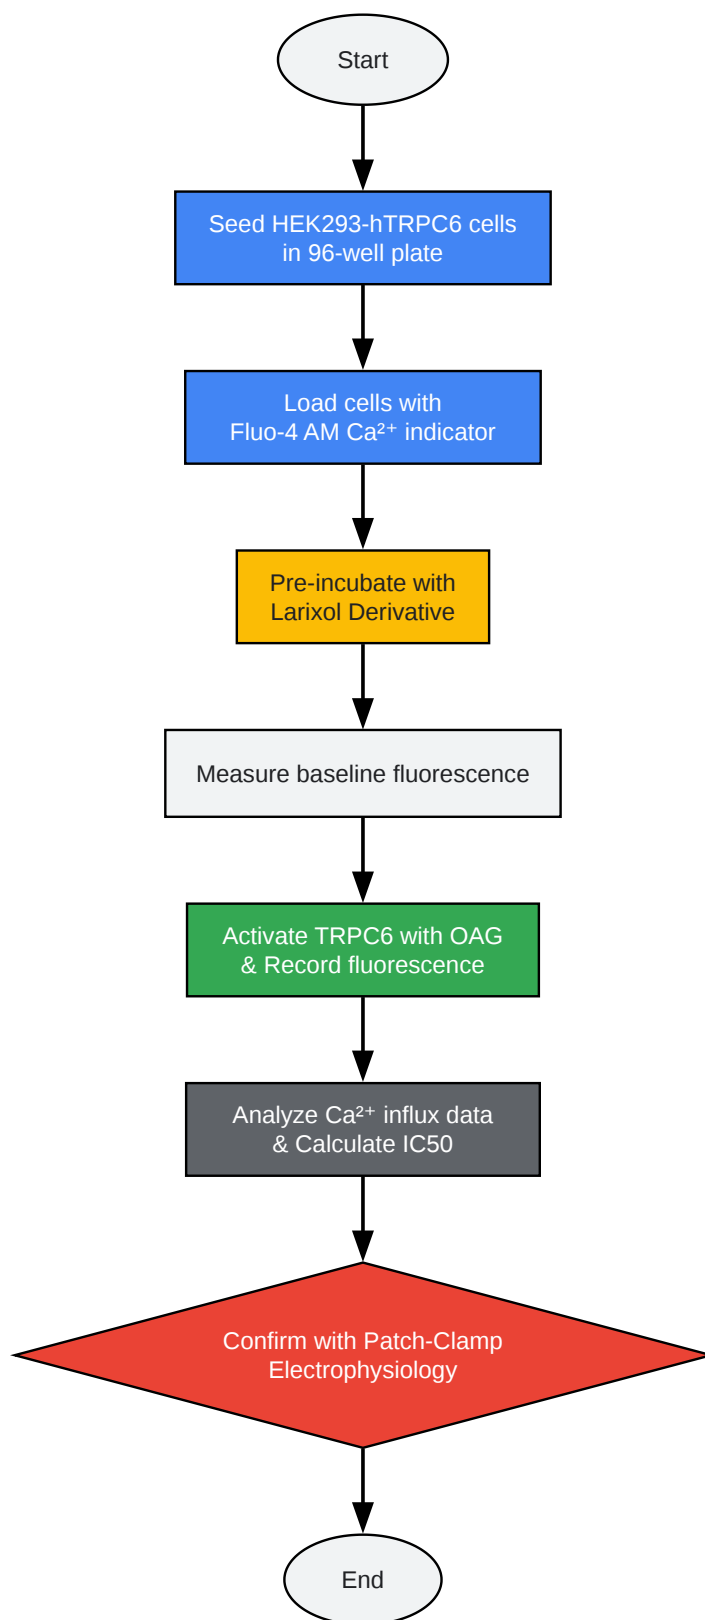 Start
Seed HEK293-hTRPC6 cells
in 96-well plate
Load cells with
Fluo-4 AM Ca²⁺ indicator
Pre-incubate with
Larixol Derivative
Measure baseline fluorescence
Activate TRPC6 with OAG
& Record fluorescence
Analyze Ca²⁺ influx data
& Calculate IC50
Confirm with Patch-Clamp
Electrophysiology
End